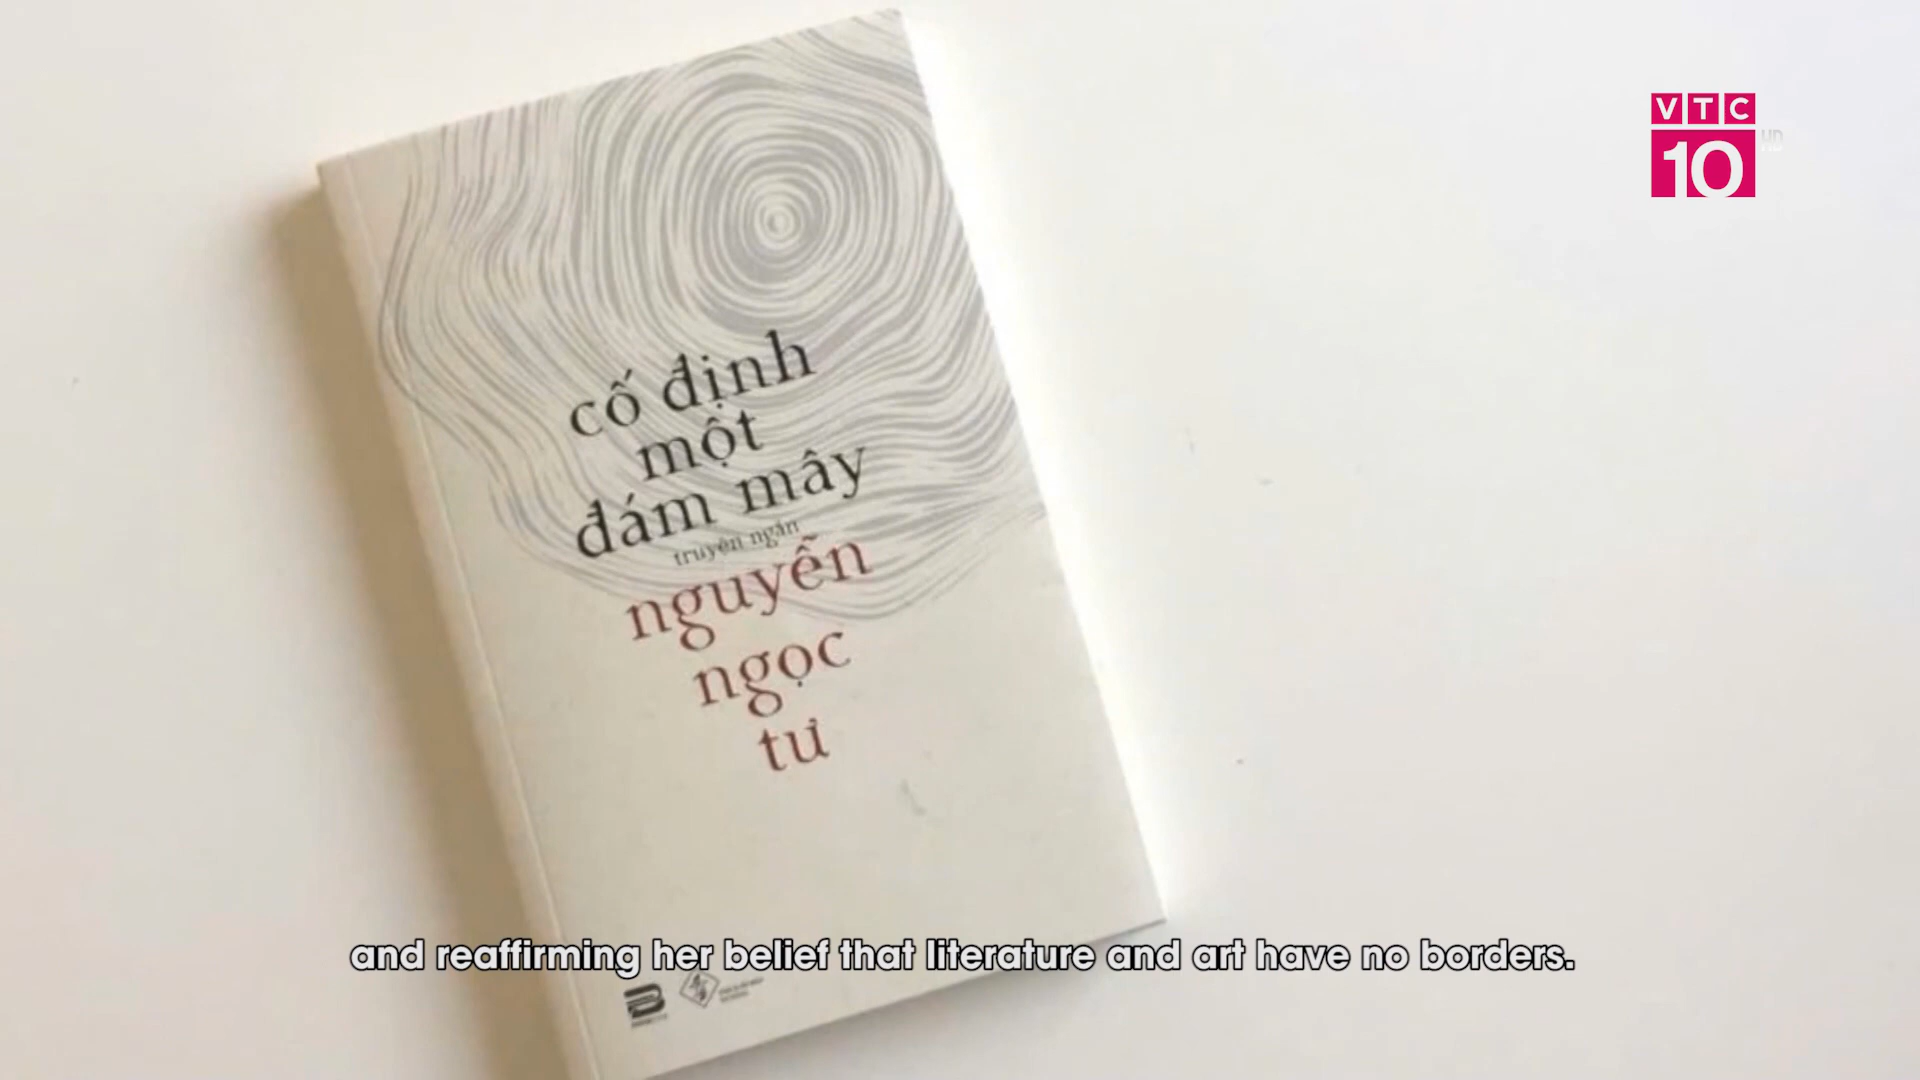 VTC
10
HD
cố định
một
đám mây
truyện ngắn
nguyễn
ngọc
tư
and reaffirming her belief that literature and art have no borders.